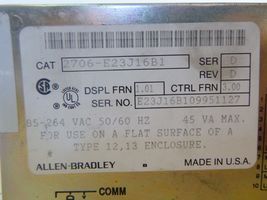 CAT 2706-E23J16B1 SER D
REV D
DSPL FRN 1.01 CTRL FRN 3.00
SER. NO. E23J16B109951127
85-264 VAC 50/60 HZ 45 VA MAX.
FOR USE ON A FLAT SURFACE OF A
TYPE 12,13 ENCLOSURE.
ALLEN-BRADLEY MADE IN U.S.A.
COMM